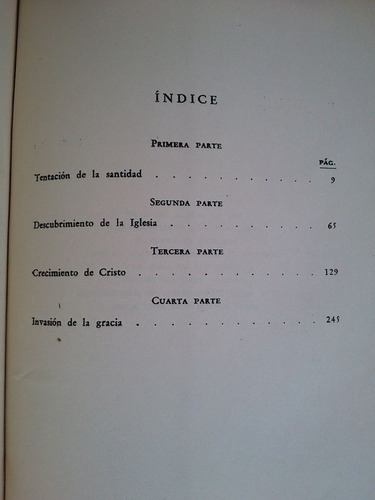 ÍNDICE
PRIMERA PARTE
PÁG.
Tentación de la santidad . . . . . . . . . . . 9
SEGUNDA PARTE
Descubrimiento de la Iglesia . . . . . . . . . . 65
TERCERA PARTE
Crecimiento de Cristo . . . . . . . . . . . . 129
CUARTA PARTE
Invasión de la gracia . . . . . . . . . . . . 245